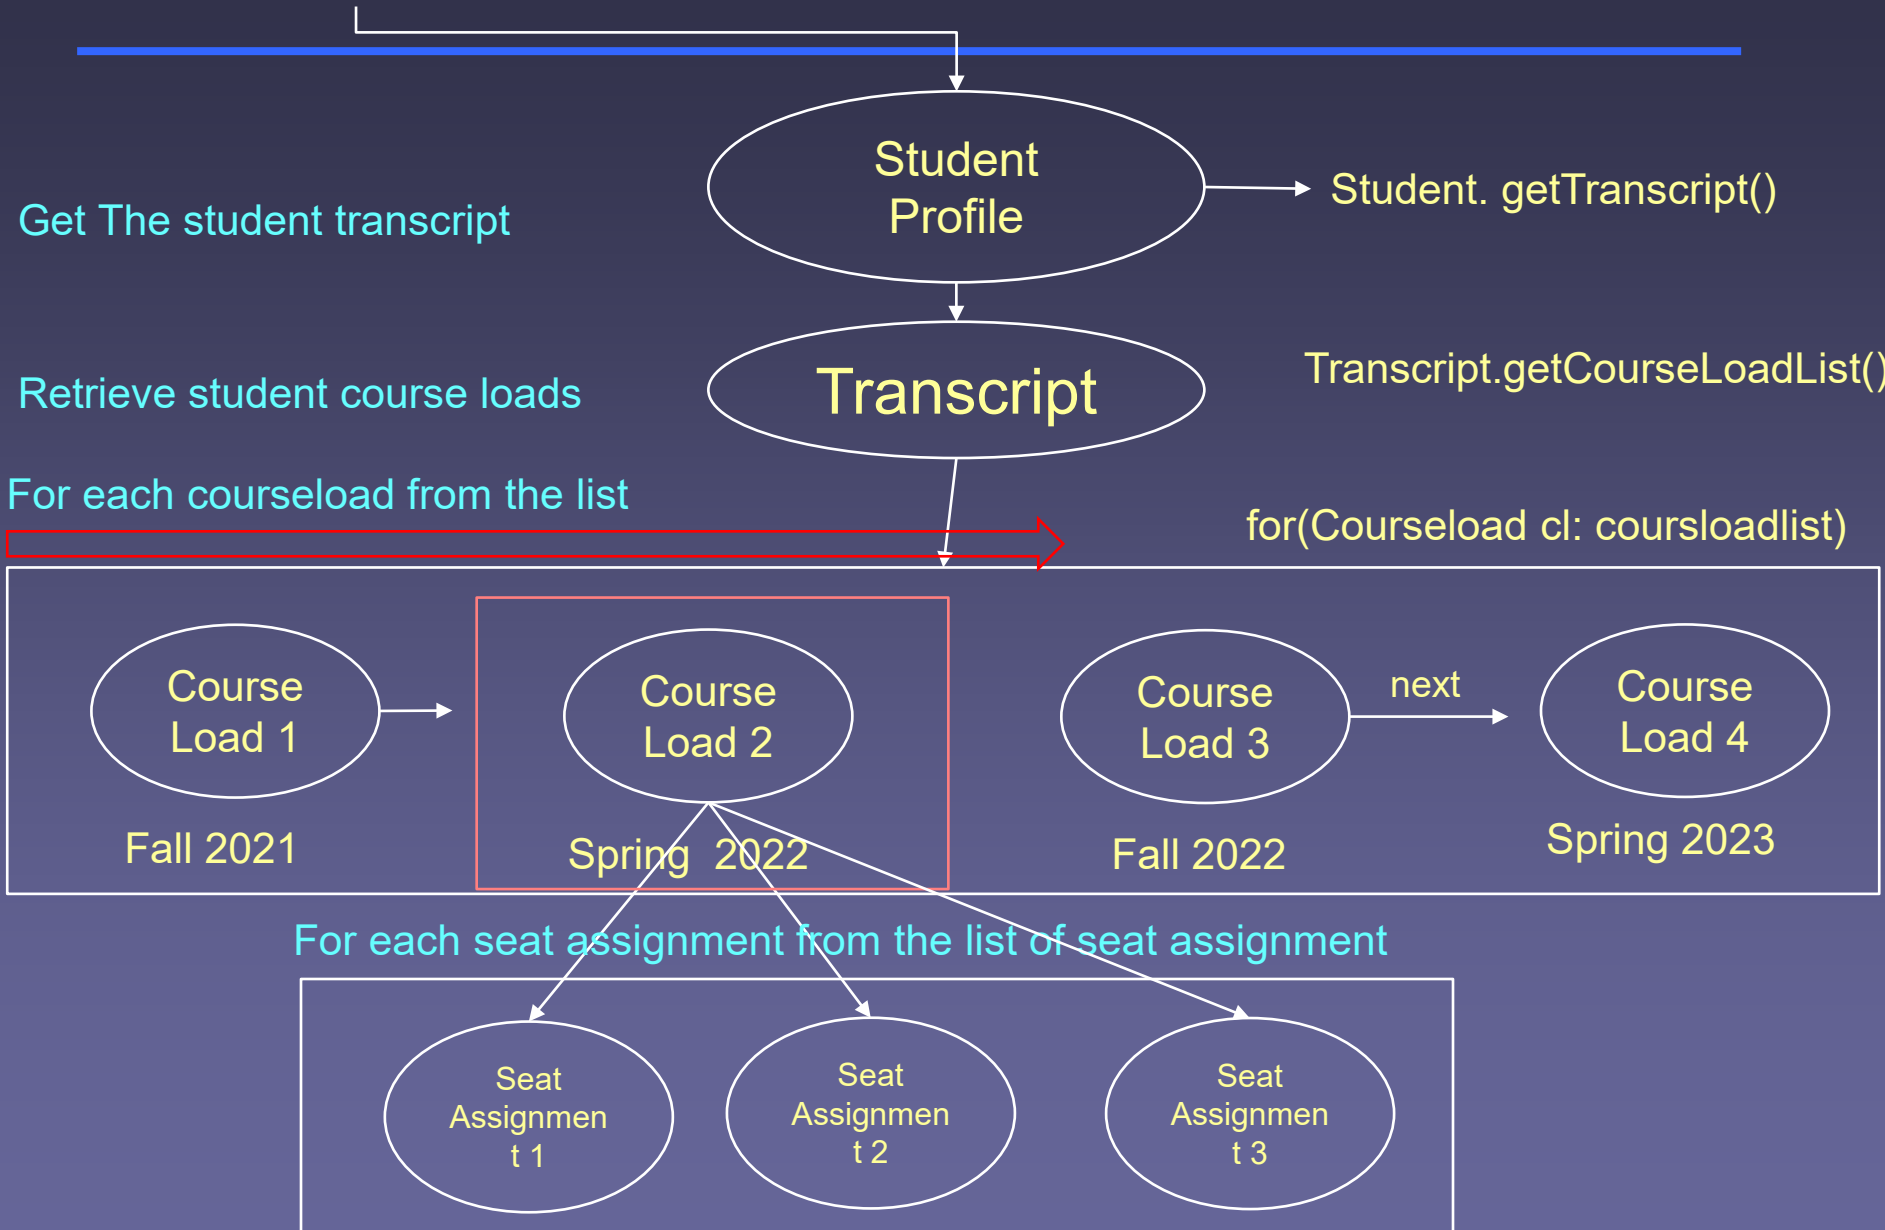 Student
Profile
Student. getTranscript()
Get The student transcript
Transcript
Transcript.getCourseLoadList()
Retrieve student course loads
For each courseload from the list
for(Courseload cl: coursloadlist)
Course
Load 1
Fall 2021
Course
Load 2
Spring  2022
Course
Load 3
Fall 2022
next
Course
Load 4
Spring 2023
For each seat assignment from the list of seat assignment
Seat
Assignmen
t 1
Seat
Assignmen
t 2
Seat
Assignmen
t 3